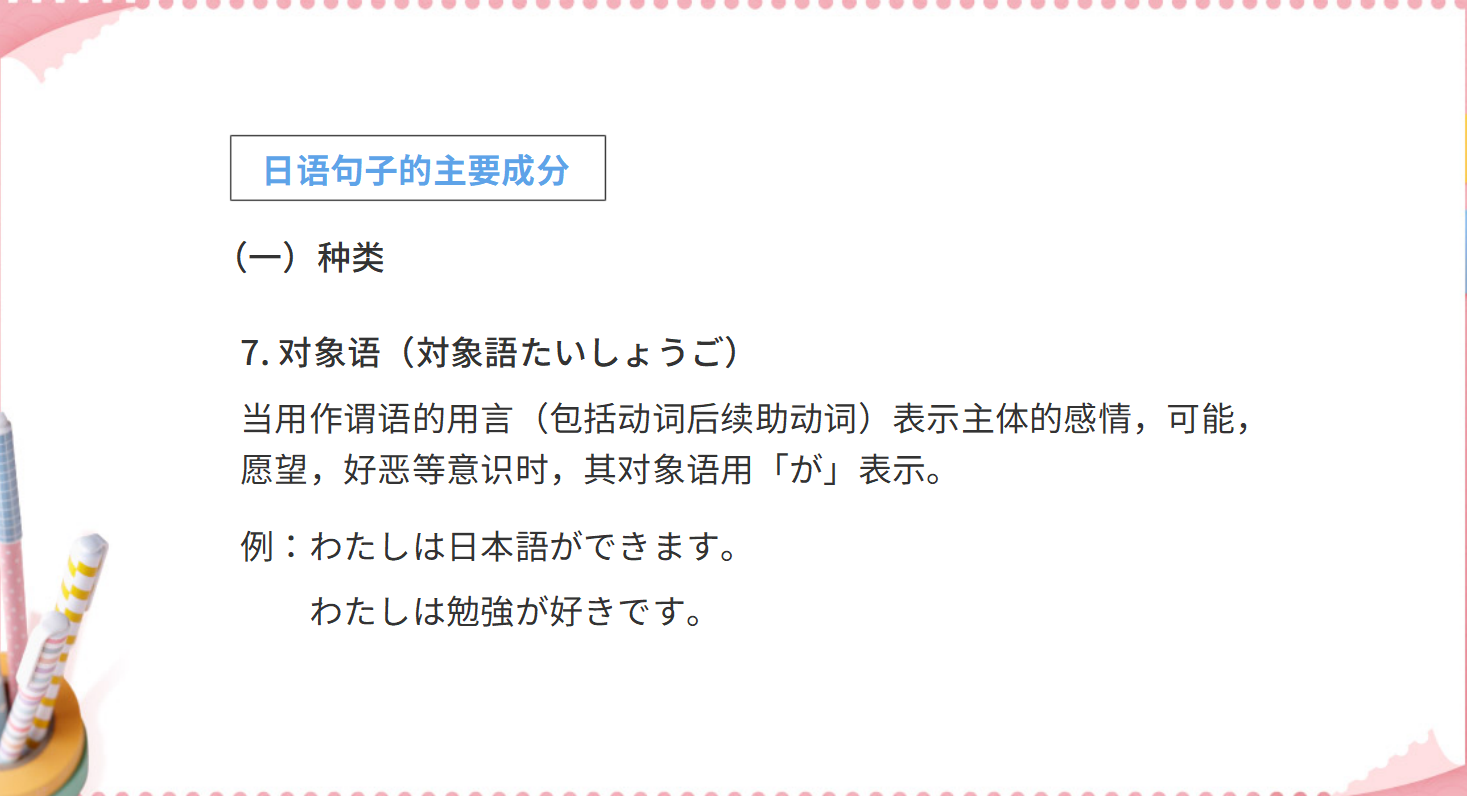 日语句子的主要成分
（一）种类
7. 对象语（対象語たいしょうご）
当用作谓语的用言（包括动词后续助动词）表示主体的感情，可能，
愿望，好恶等意识时，其对象语用「が」表示。
例：わたしは日本語ができます。
わたしは勉強が好きです。